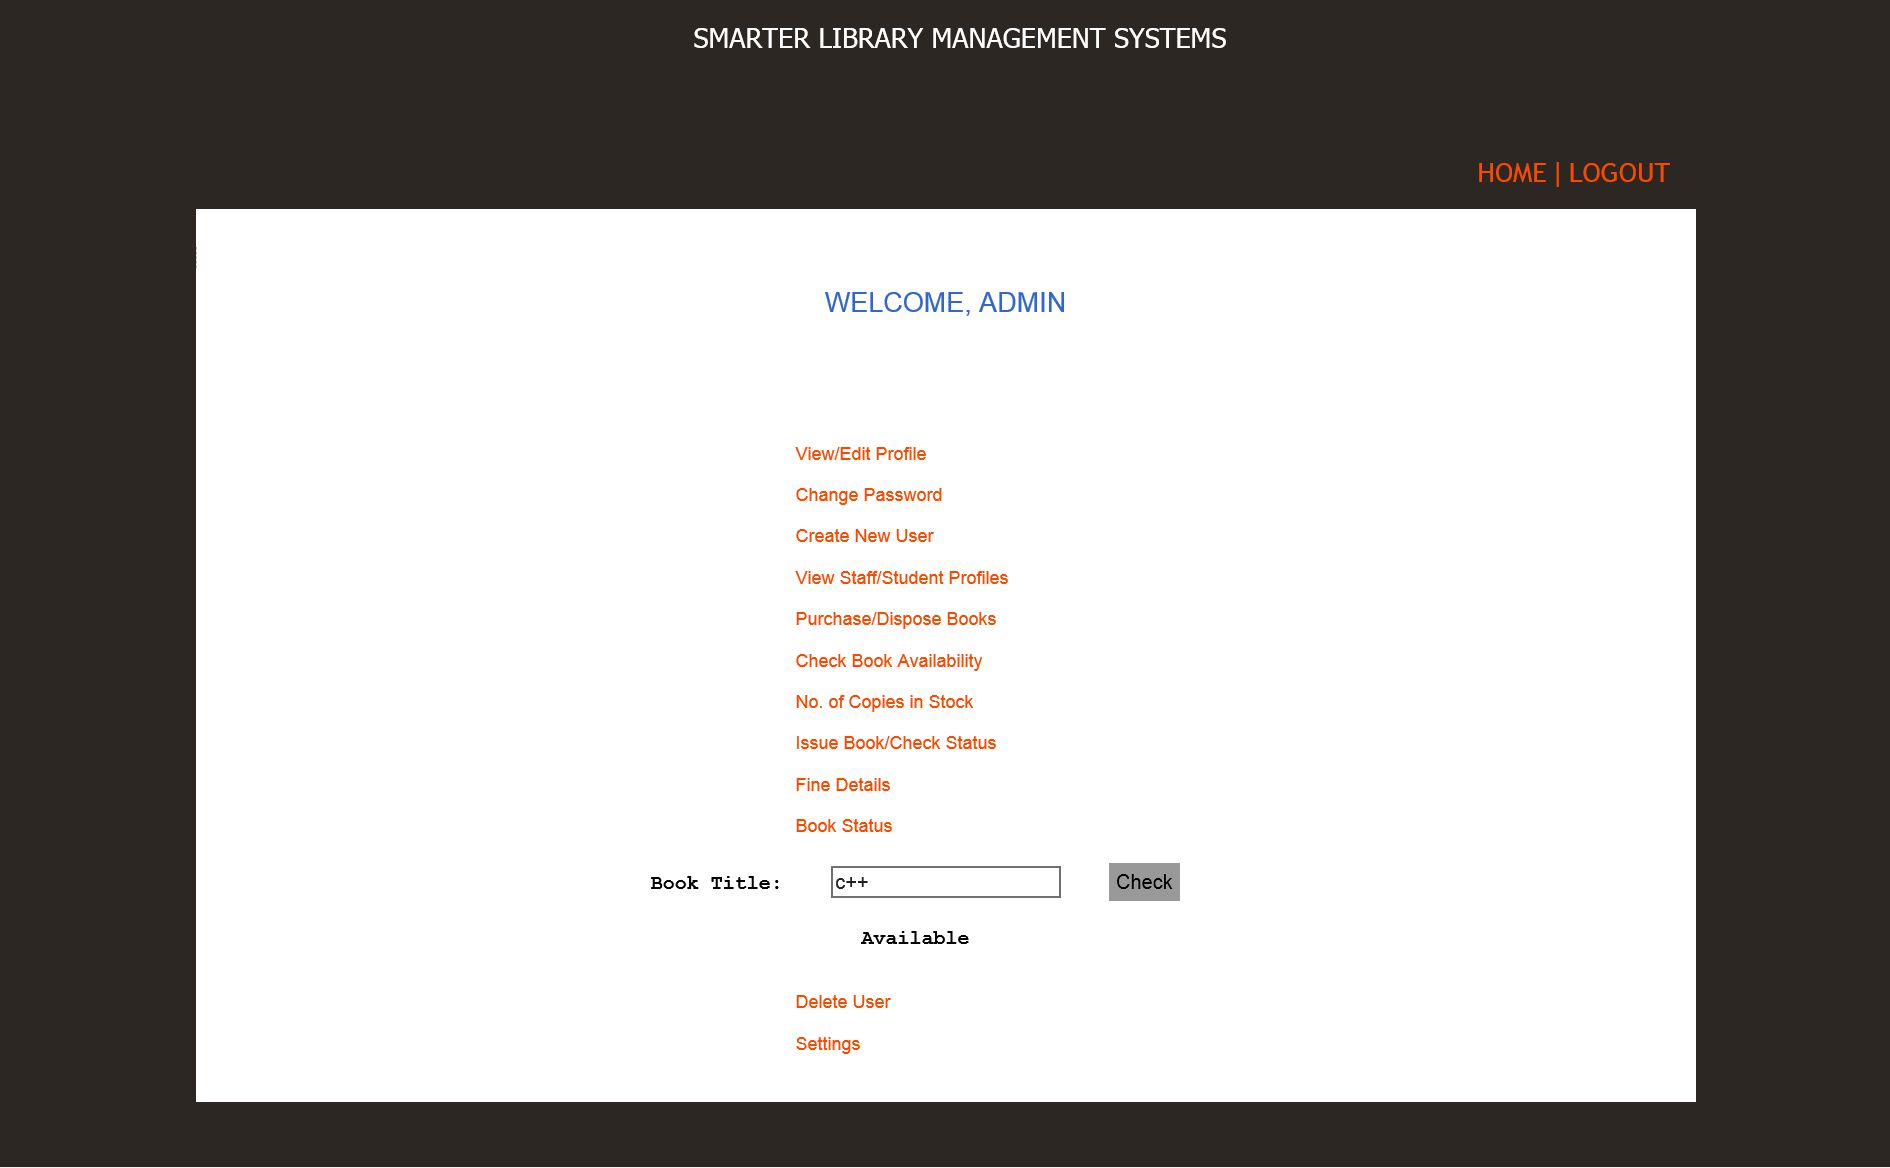 SMARTER LIBRARY MANAGEMENT SYSTEMS
HOME | LOGOUT
WELCOME, ADMIN
View/Edit Profile
Change Password
Create New User
View Staff/Student Profiles
Purchase/Dispose Books
Check Book Availability
No. of Copies in Stock
Issue Book/Check Status
Fine Details
Book Status
Book Title: c++ Check
Available
Delete User
Settings